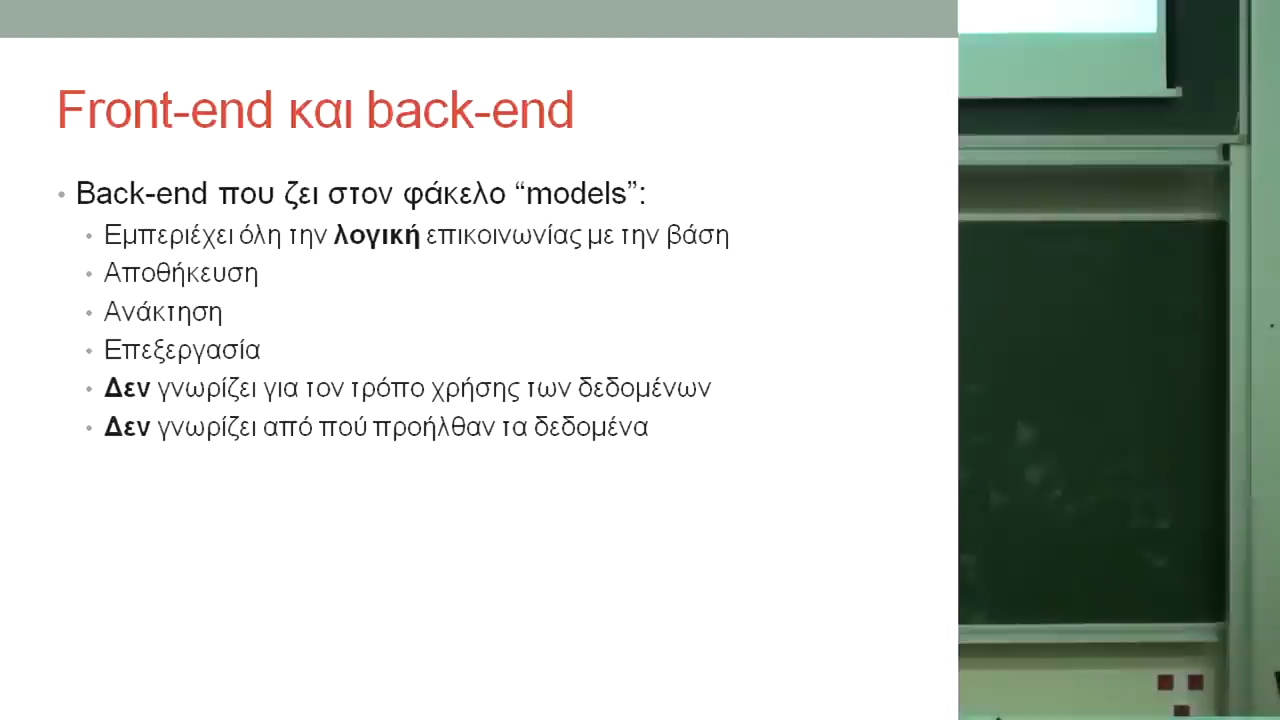 Front-end και back-end
• Back-end που ζει στον φάκελο “models”:
• Εμπεριέχει όλη την λογική επικοινωνίας με την βάση
• Αποθήκευση
• Ανάκτηση
• Επεξεργασία
• Δεν γνωρίζει για τον τρόπο χρήσης των δεδομένων
• Δεν γνωρίζει από πού προήλθαν τα δεδομένα